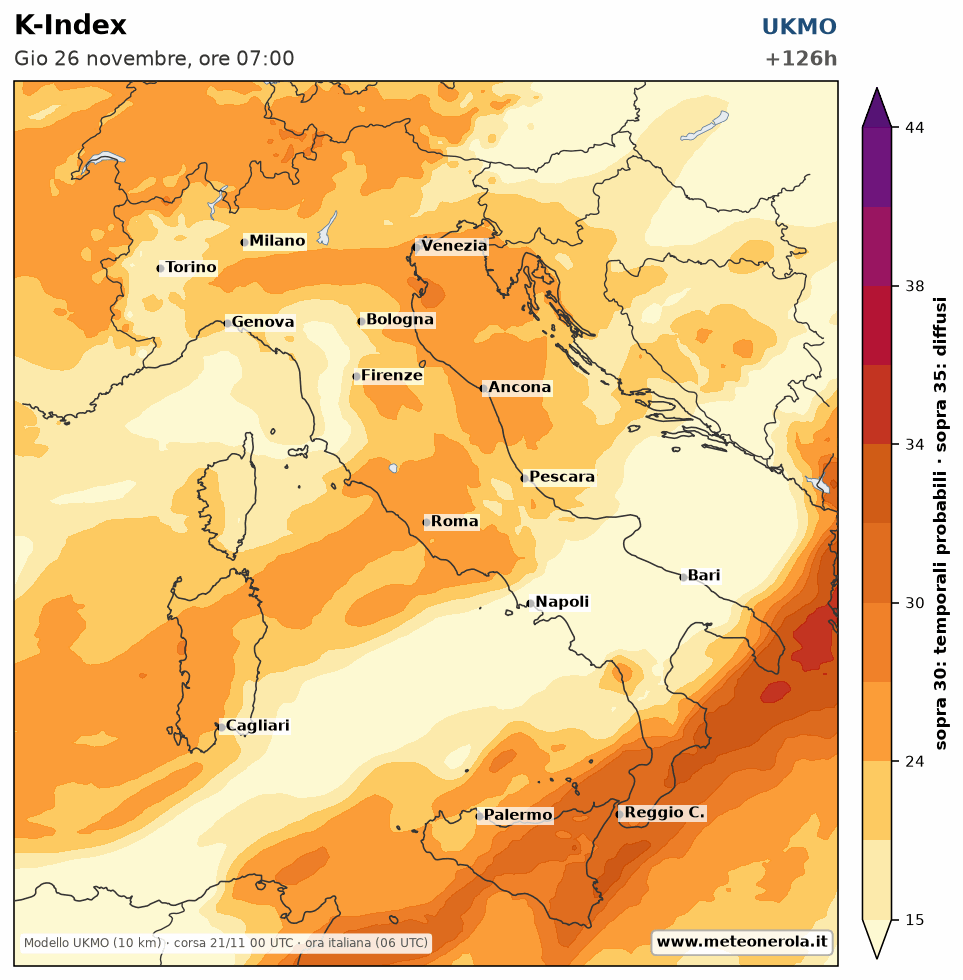 K-Index
UKMO
Gio 26 novembre, ore 07:00
+126h
44
38
34
30
24
15
sopra 30: temporali probabili · sopra 35: diffusi
Milano
Venezia
Torino
Genova
Bologna
Firenze
Ancona
Pescara
Roma
Bari
Napoli
Cagliari
Palermo
Reggio C.
Modello UKMO (10 km) · corsa 21/11 00 UTC · ora italiana (06 UTC)
www.meteonerola.it